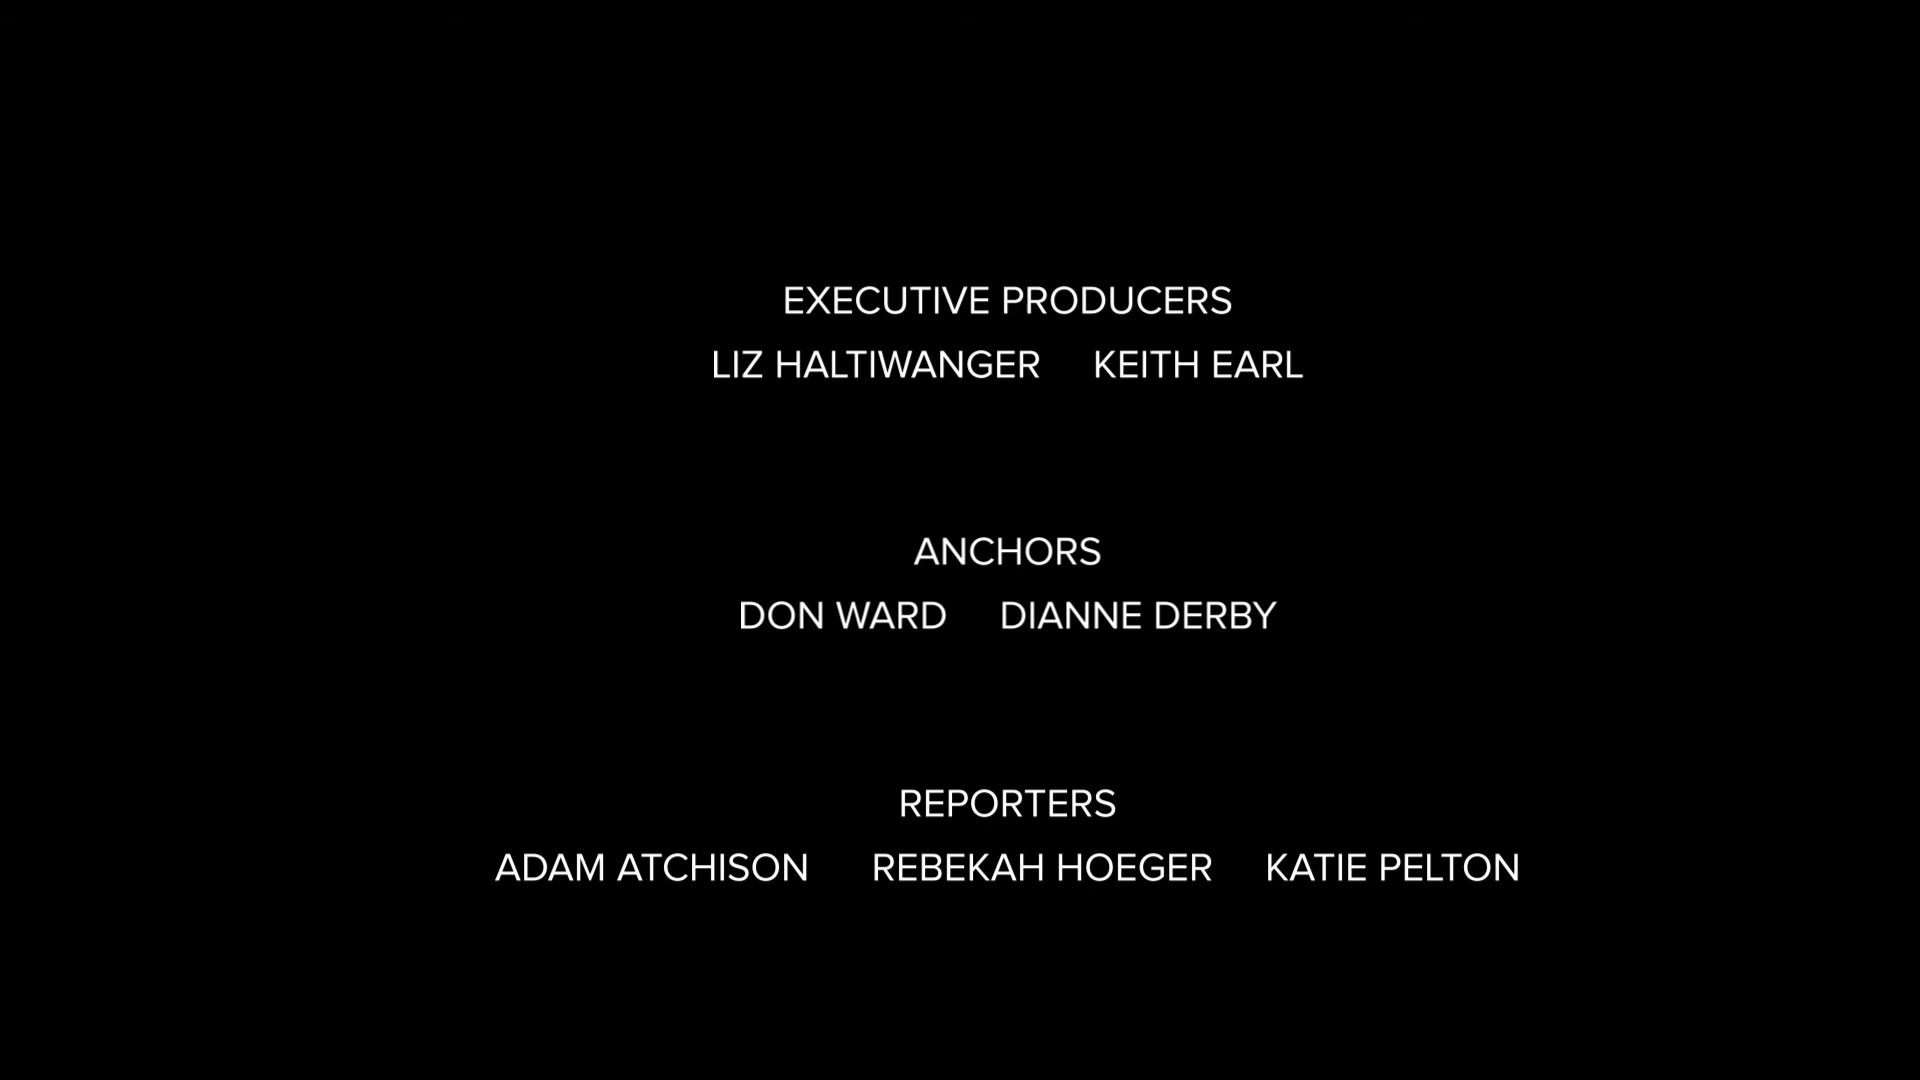 EXECUTIVE PRODUCERS
LIZ HALTIWANGER KEITH EARL
ANCHORS
DON WARD DIANNE DERBY
REPORTERS
ADAM ATCHISON REBEKAH HOEGER KATIE PELTON